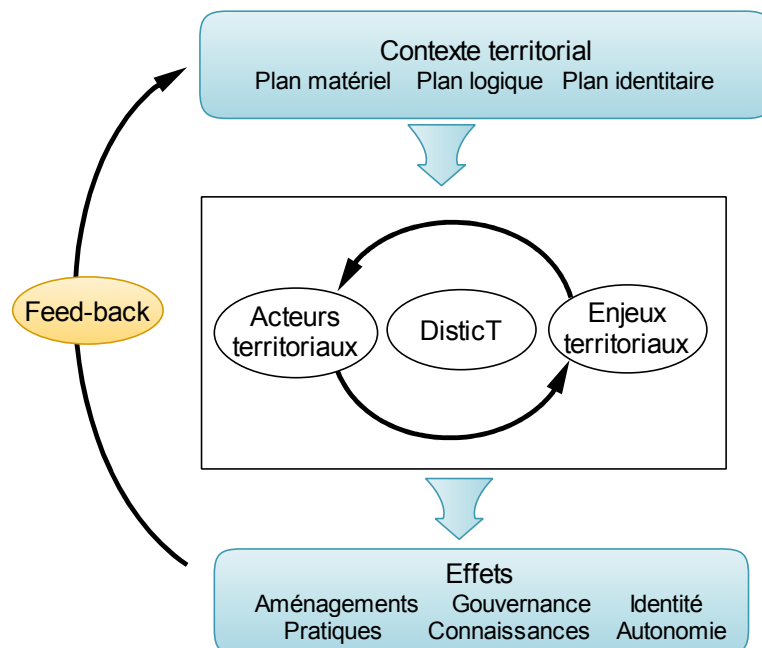 Contexte territorial
Plan matériel Plan logique Plan identitaire
Feed-back
Acteurs
territoriaux
DisticT
Enjeux
territoriaux
Effets
Aménagements Gouvernance Identité
Pratiques Connaissances Autonomie